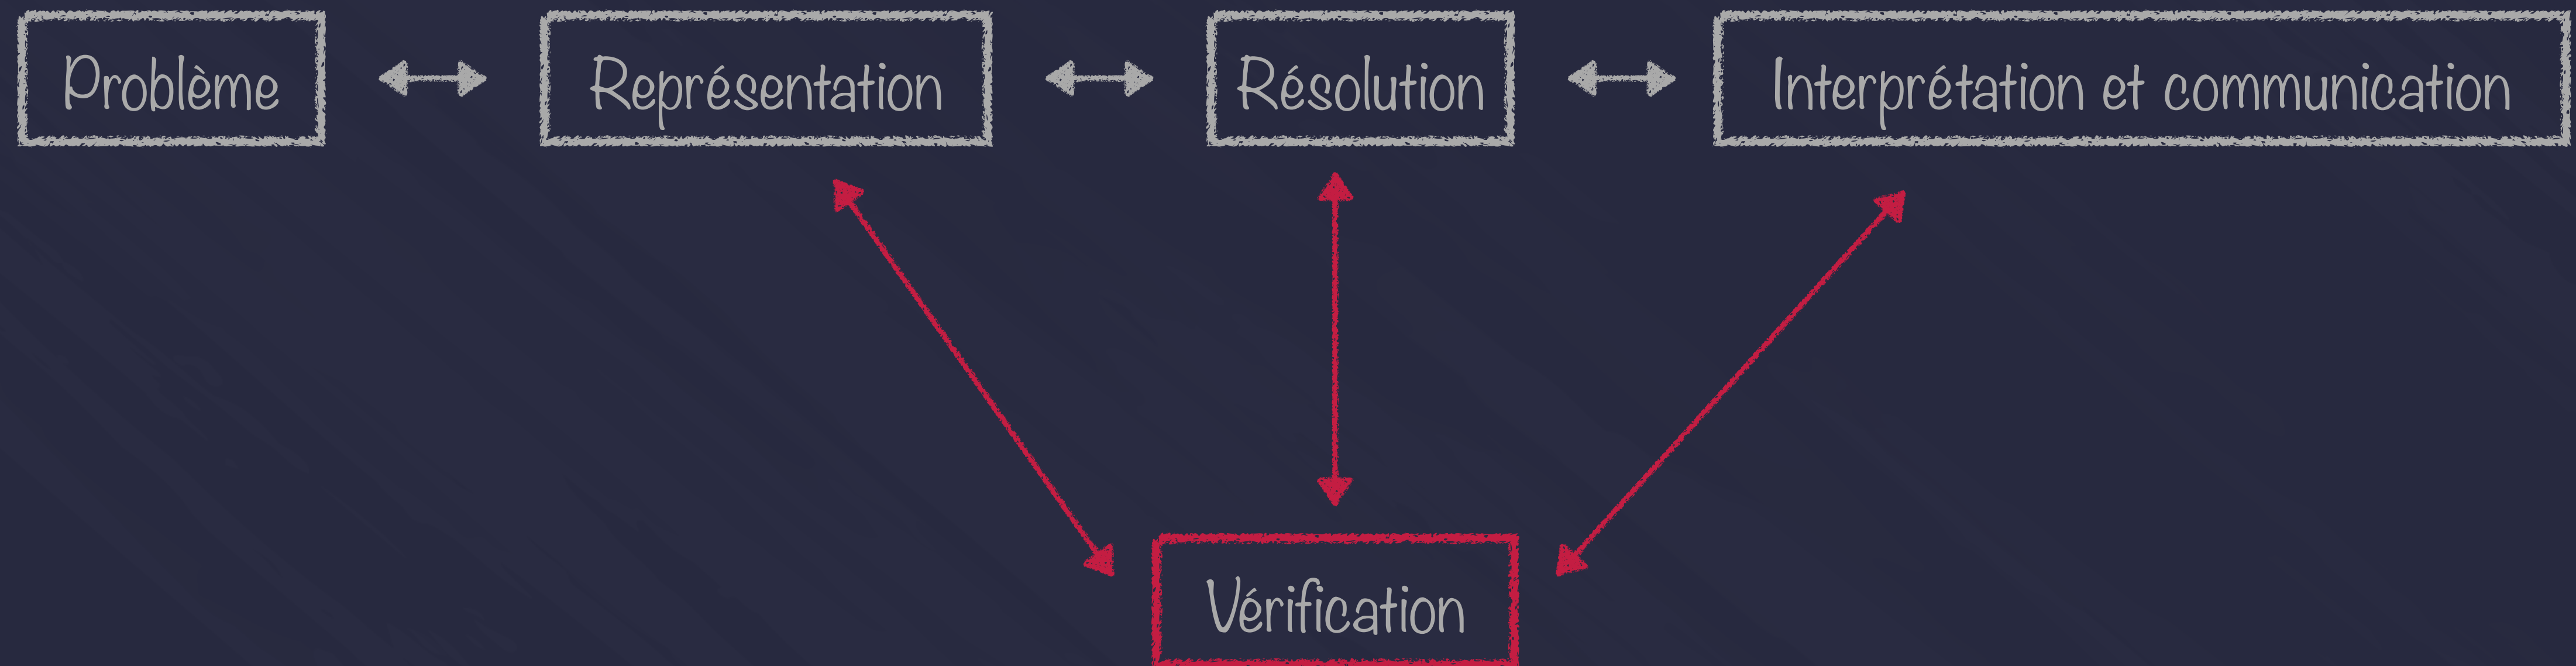 Problème
Représentation
Résolution
Interprétation et communication
Vérification